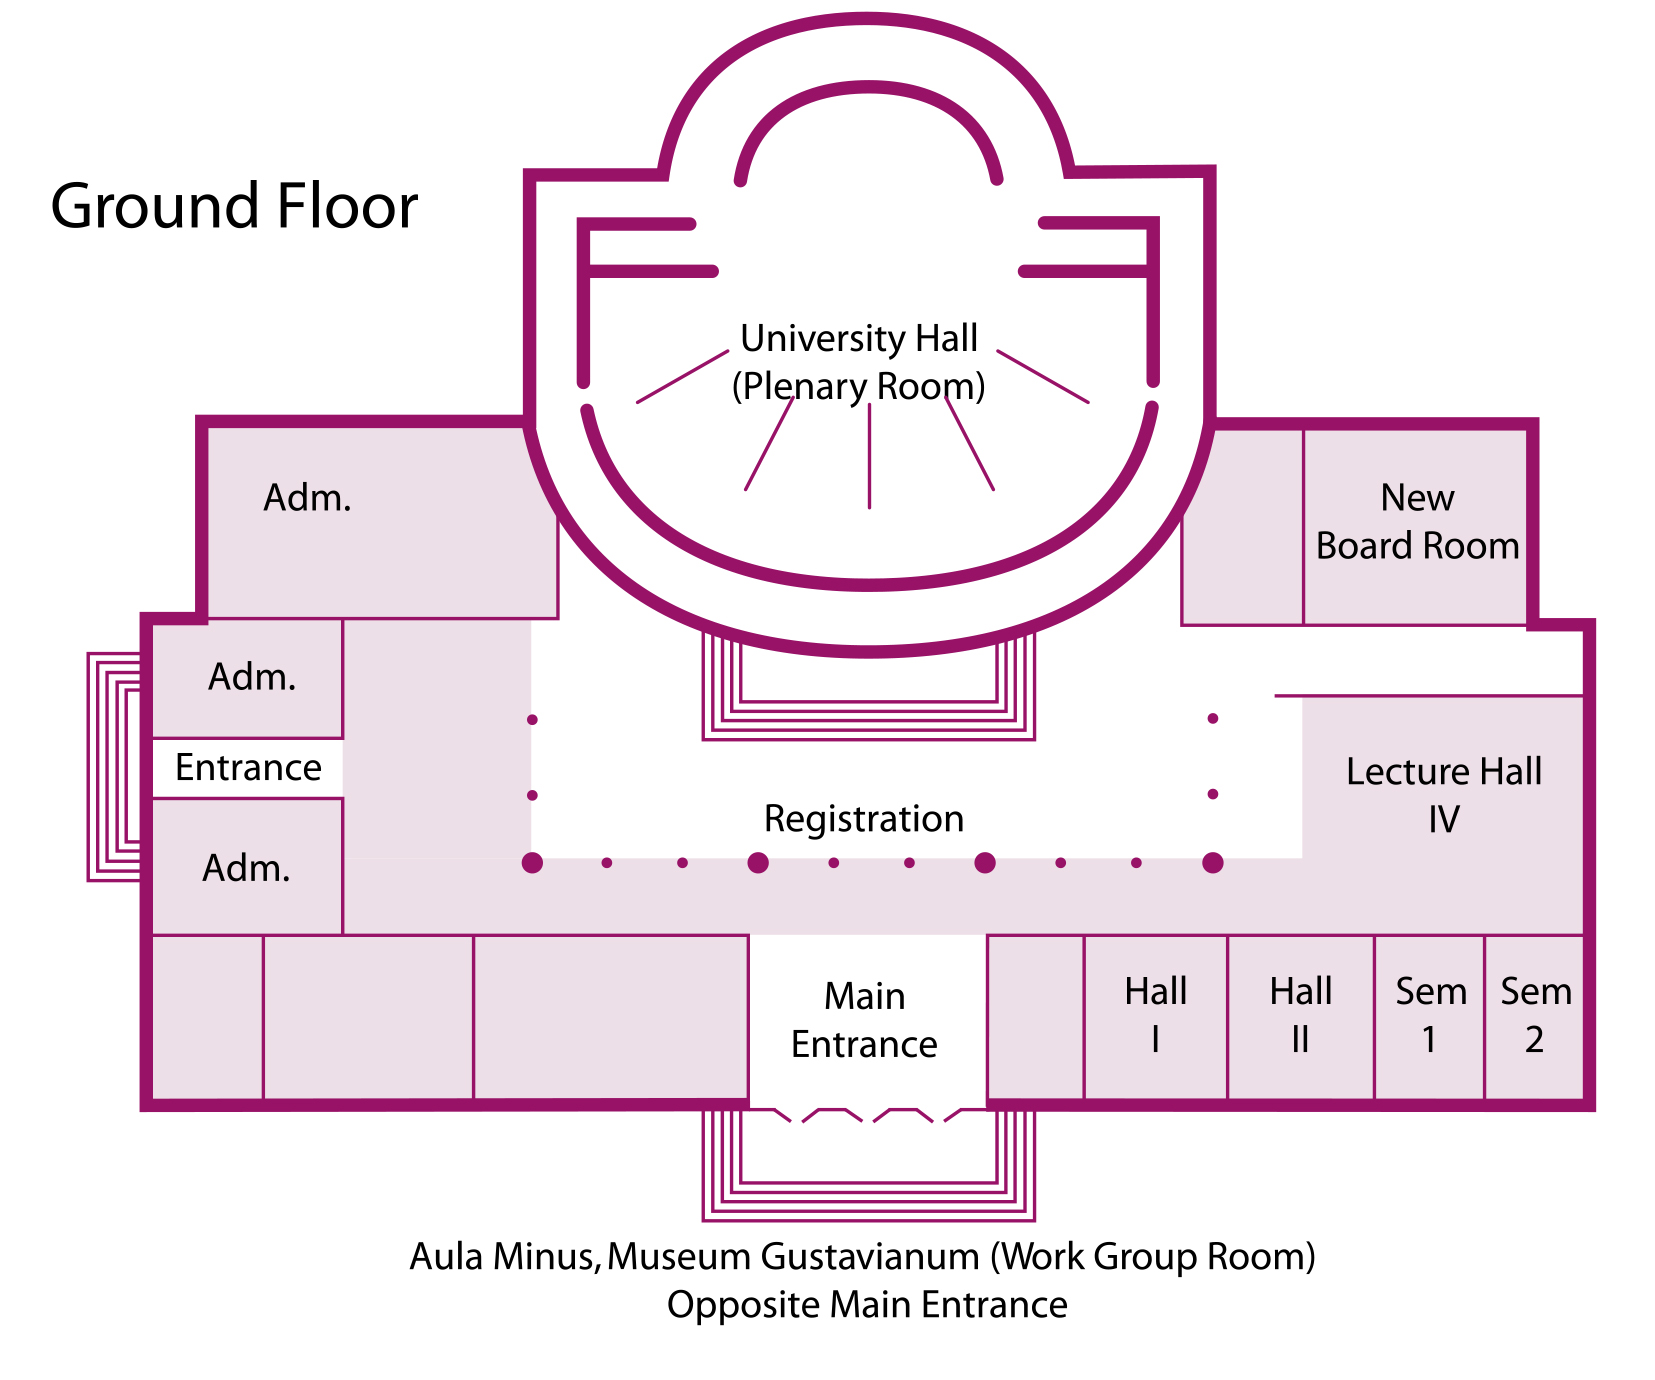 Ground Floor
University Hall
(Plenary Room)
Adm.
New
Board Room
Adm.
Entrance
Lecture Hall
IV
Registration
Adm.
Main
Entrance
Hall
I
Hall
II
Sem
1
Sem
2
Aula Minus, Museum Gustavianum (Work Group Room)
Opposite Main Entrance